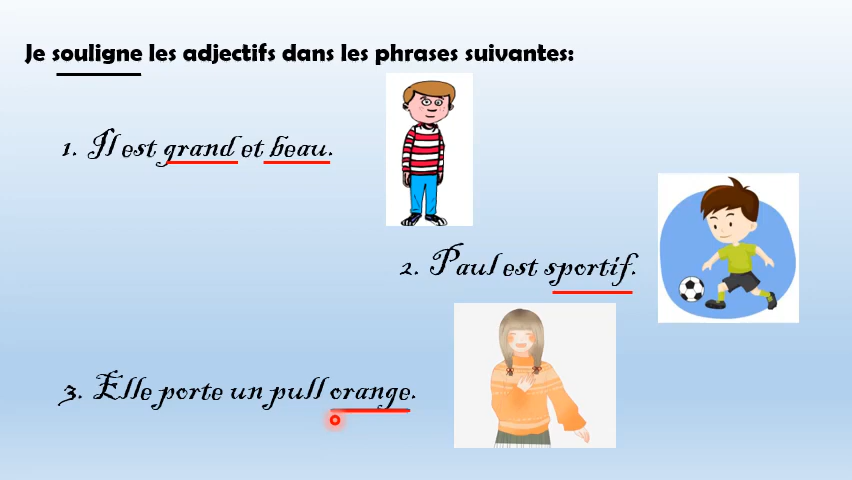 Je souligne les adjectifs dans les phrases suivantes:
1. Il est grand et beau.
2. Paul est sportif.
3. Elle porte un pull orange.